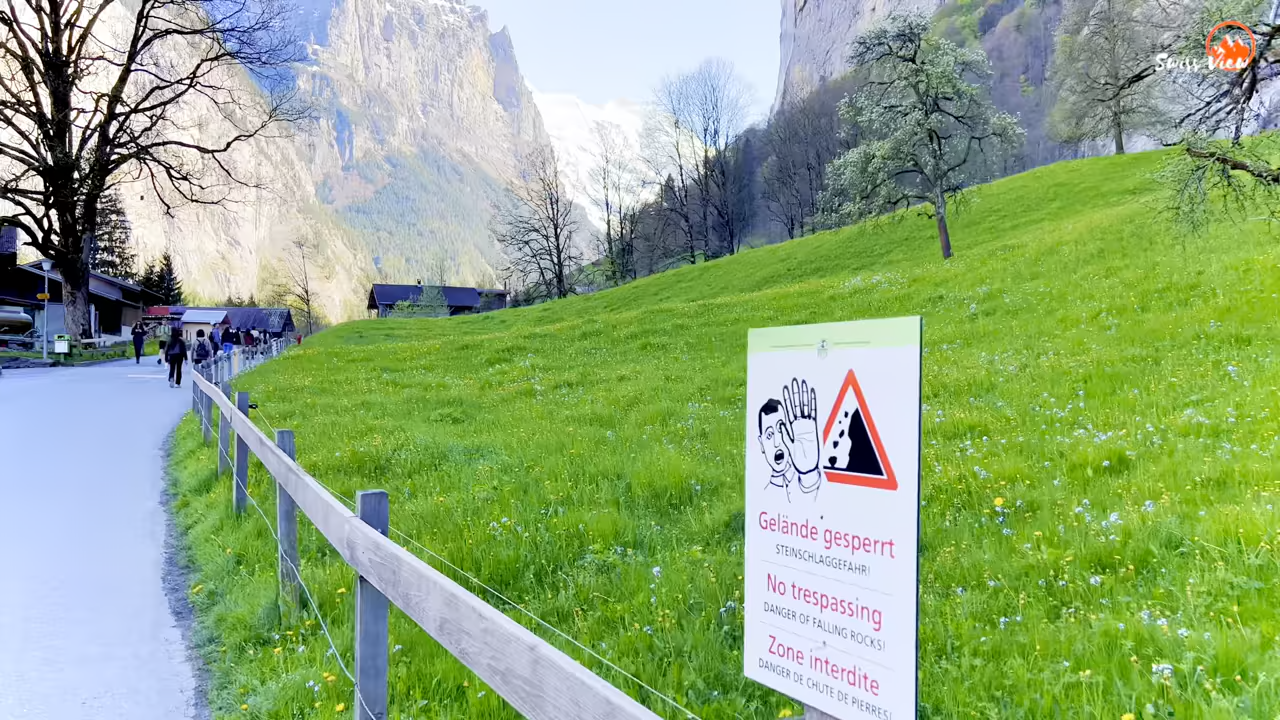 Swiss View
Gelände gesperrt
STEINSCHLAGGEFAHR!
No trespassing
DANGER OF FALLING ROCKS!
Zone interdite
DANGER DE CHUTE DE PIERRES!